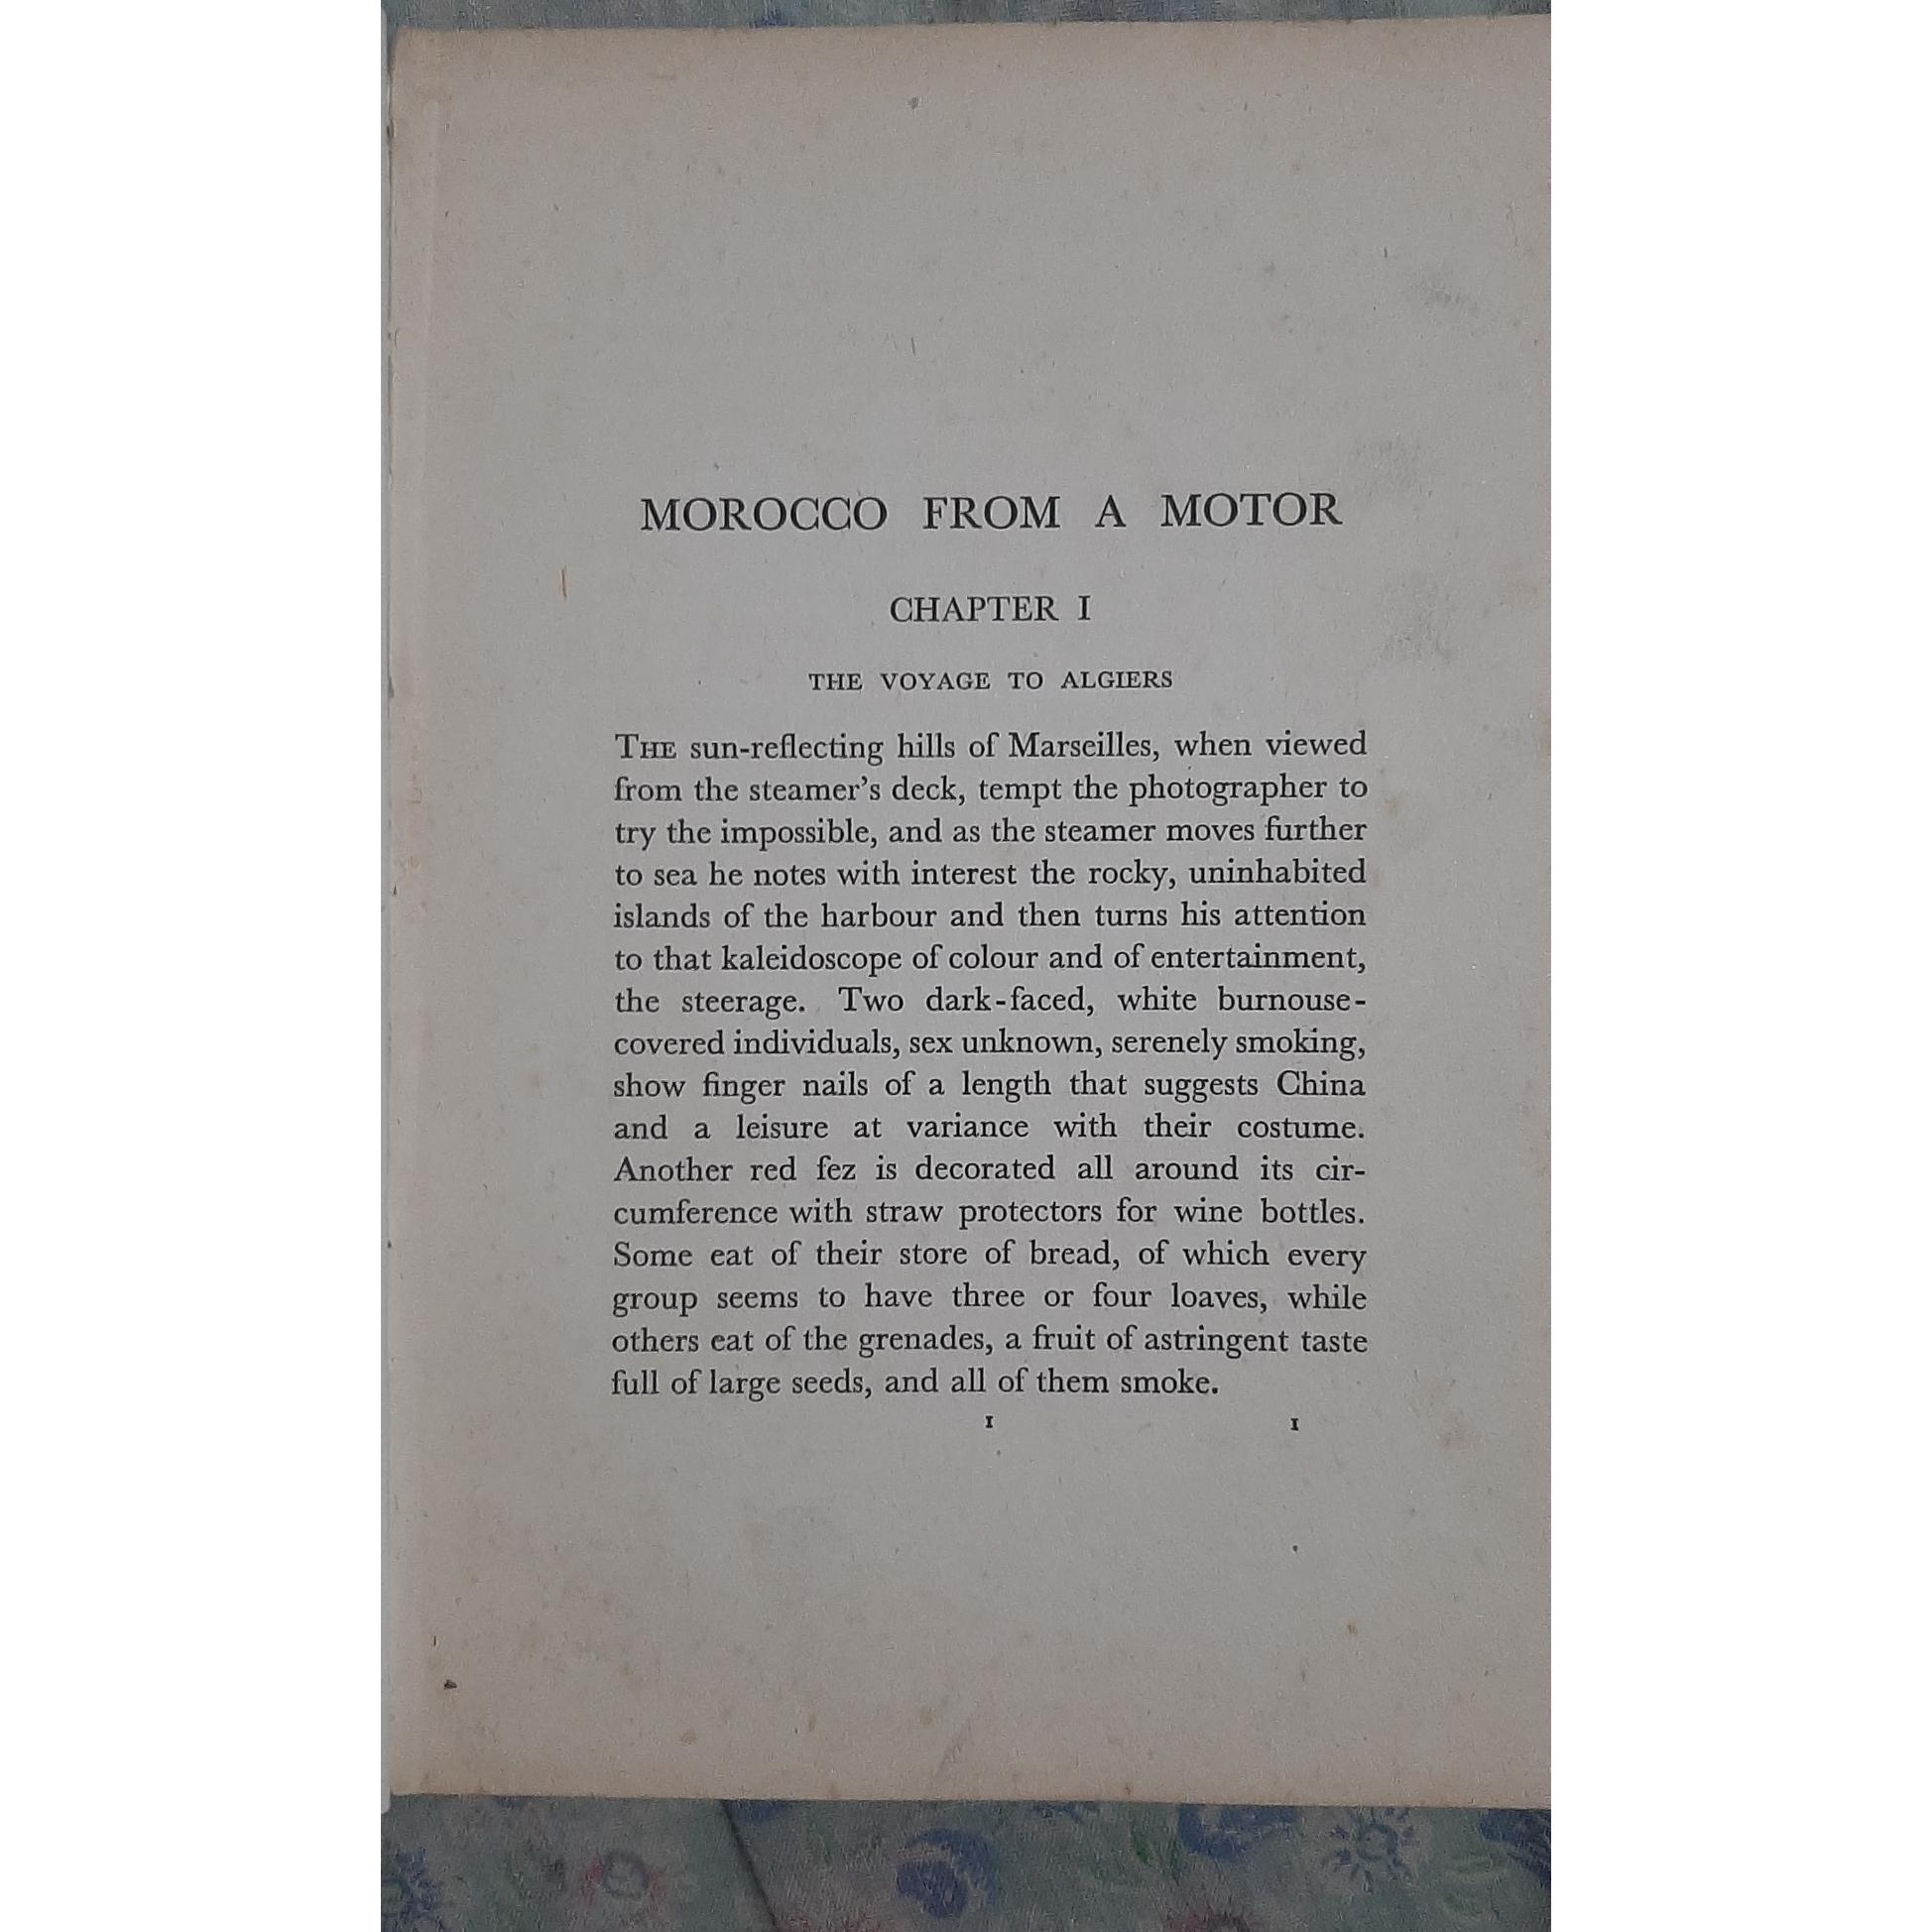 MOROCCO FROM A MOTOR
CHAPTER I
THE VOYAGE TO ALGIERS
THE sun-reflecting hills of Marseilles, when viewed
from the steamer’s deck, tempt the photographer to
try the impossible, and as the steamer moves further
to sea he notes with interest the rocky, uninhabited
islands of the harbour and then turns his attention
to that kaleidoscope of colour and of entertainment,
the steerage. Two dark-faced, white burnouse-
covered individuals, sex unknown, serenely smoking,
show finger nails of a length that suggests China
and a leisure at variance with their costume.
Another red fez is decorated all around its cir-
cumference with straw protectors for wine bottles.
Some eat of their store of bread, of which every
group seems to have three or four loaves, while
others eat of the grenades, a fruit of astringent taste
full of large seeds, and all of them smoke.
1 1